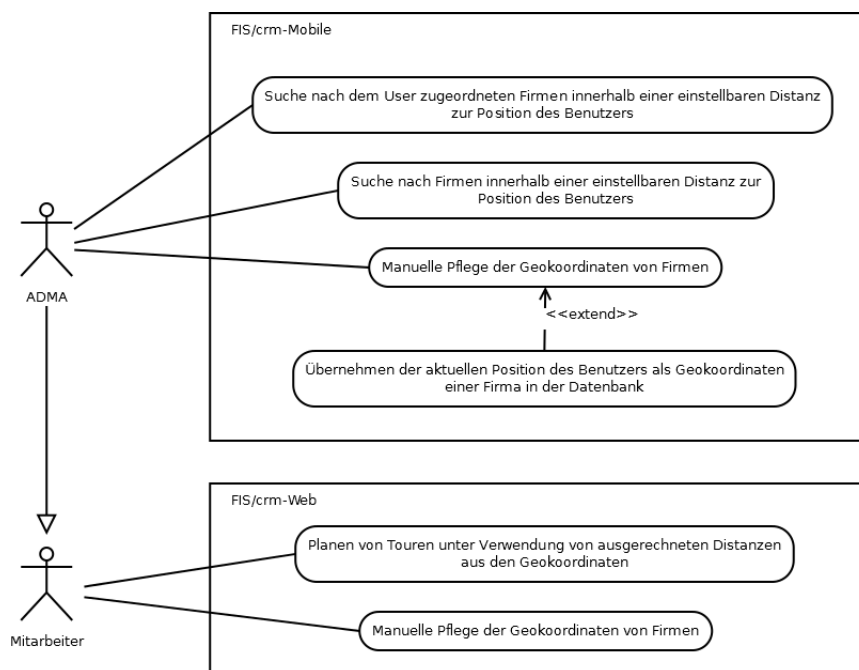 FIS/crm-Mobile
Suche nach dem User zugeordneten Firmen innerhalb einer einstellbaren Distanz
zur Position des Benutzers
Suche nach Firmen innerhalb einer einstellbaren Distanz zur
Position des Benutzers
Manuelle Pflege der Geokoordinaten von Firmen
ADMA
<<extend>>
Übernehmen der aktuellen Position des Benutzers als Geokoordinaten
einer Firma in der Datenbank
FIS/crm-Web
Planen von Touren unter Verwendung von ausgerechneten Distanzen
aus den Geokoordinaten
Manuelle Pflege der Geokoordinaten von Firmen
Mitarbeiter